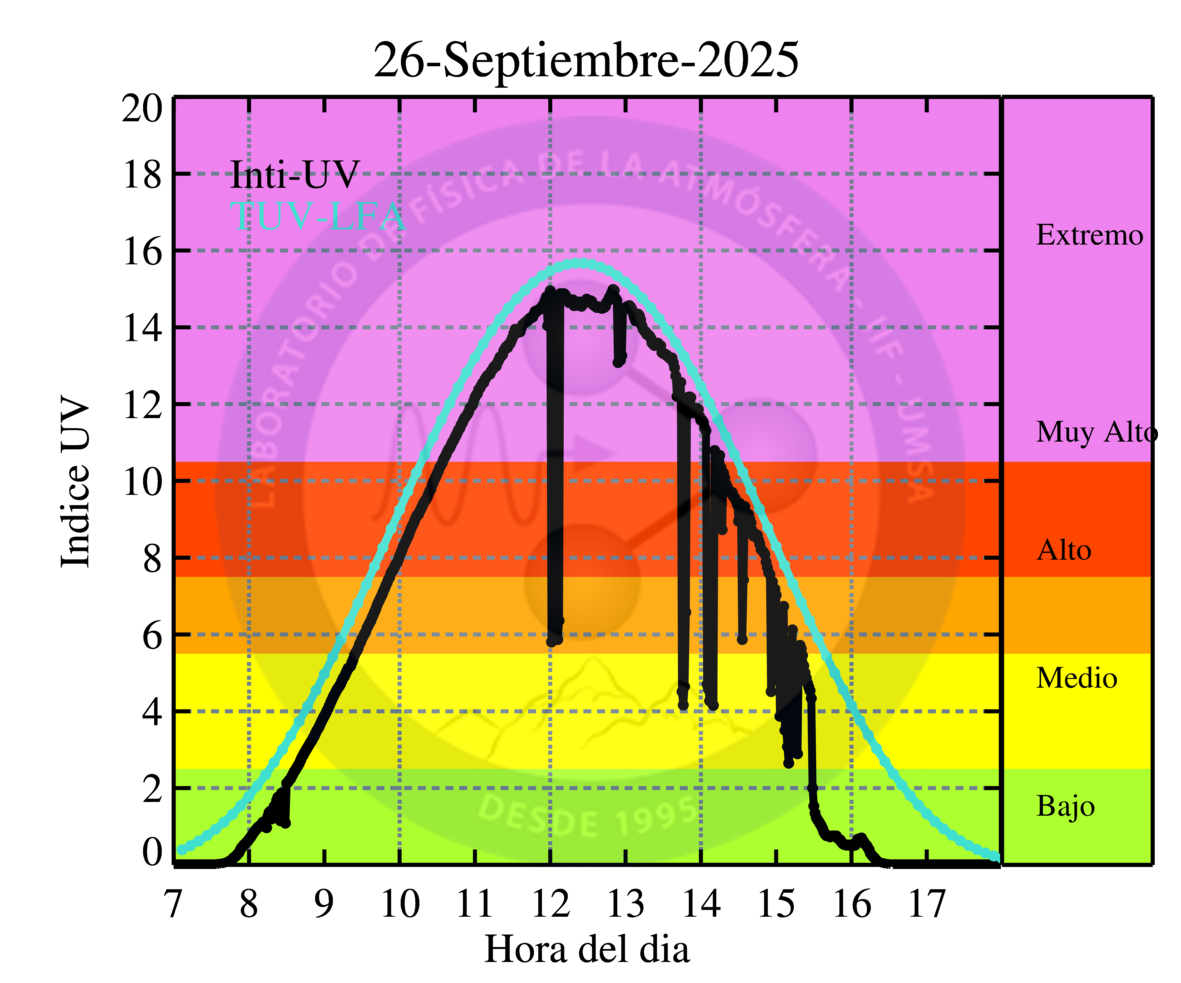 26-Septiembre-2025
20
18
16
14
12
10
8
6
4
2
0
Indice UV
Inti-UV
TUV-LFA
LABORATORIO DE FÍSICA DE LA ATMÓSFERA - IIF - UMSA
DESDE 1995
Extremo
Muy Alto
Alto
Medio
Bajo
7 8 9 10 11 12 13 14 15 16 17
Hora del dia